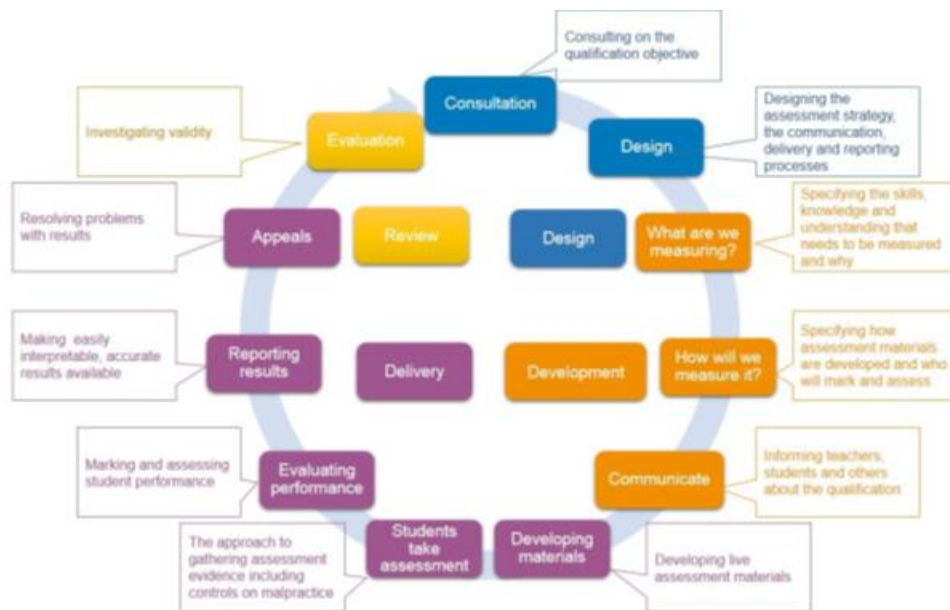 Consulting on the
qualification objective
Consultation
Designing the
assessment strategy,
the communication,
delivery and reporting
processes
Design
Investigating validity
Evaluation
Specifying the skills,
knowledge and
understanding that
needs to be measured
and why
What are we
measuring?
Design
Review
Appeals
Resolving problems
with results
Making easily
interpretable, accurate
results available
Reporting
results
Delivery
Development
How will we
measure it?
Specifying how
assessment materials
are developed and who
will mark and assess
Marking and assessing
student performance
Evaluating
performance
Communicate
Informing teachers,
students and others
about the qualification
The approach to
gathering assessment
evidence including
controls on malpractice
Students
take
assessment
Developing
materials
Developing live
assessment materials